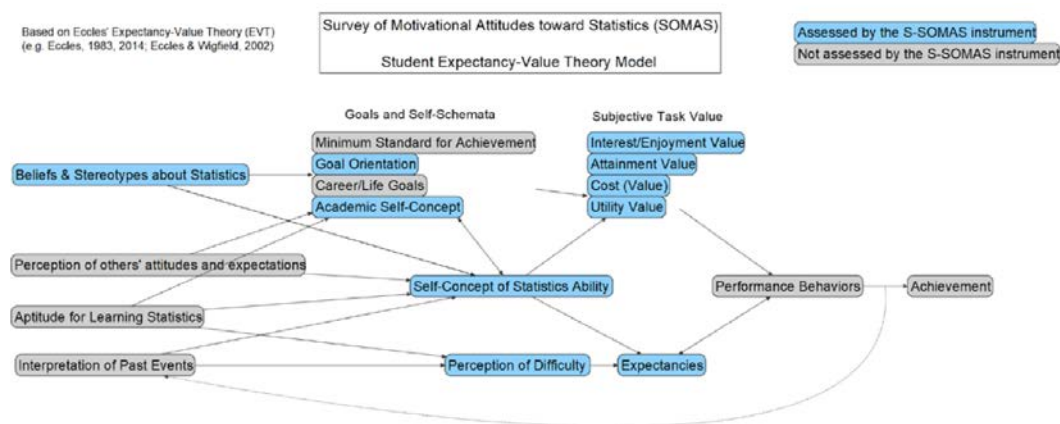 Based on Eccles' Expectancy-Value Theory (EVT)
(e.g. Eccles, 1983, 2014; Eccles & Wigfield, 2002)
Survey of Motivational Attitudes toward Statistics (SOMAS)
Student Expectancy-Value Theory Model
Assessed by the S-SOMAS instrument
Not assessed by the S-SOMAS instrument
Goals and Self-Schemata
Minimum Standard for Achievement
Goal Orientation
Career/Life Goals
Academic Self-Concept
Subjective Task Value
Interest/Enjoyment Value
Attainment Value
Cost (Value)
Utility Value
Beliefs & Stereotypes about Statistics
Perception of others' attitudes and expectations
Self-Concept of Statistics Ability
Performance Behaviors
Achievement
Aptitude for Learning Statistics
Interpretation of Past Events
Perception of Difficulty
Expectancies